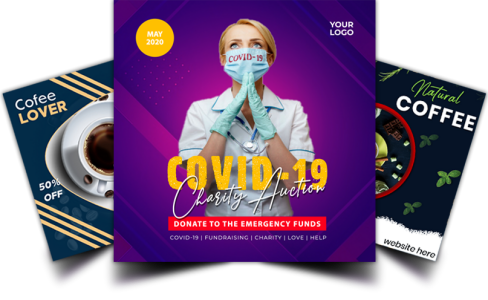 Cofee
LOVER
50%
OFF
MAY
2020
YOUR
LOGO
COVID-19
COVID-19
Charity Auction
DONATE TO THE EMERGENCY FUNDS
COVID-19 | FUNDRAISING | CHARITY | LOVE | HELP
Natural
COFFEE
website here